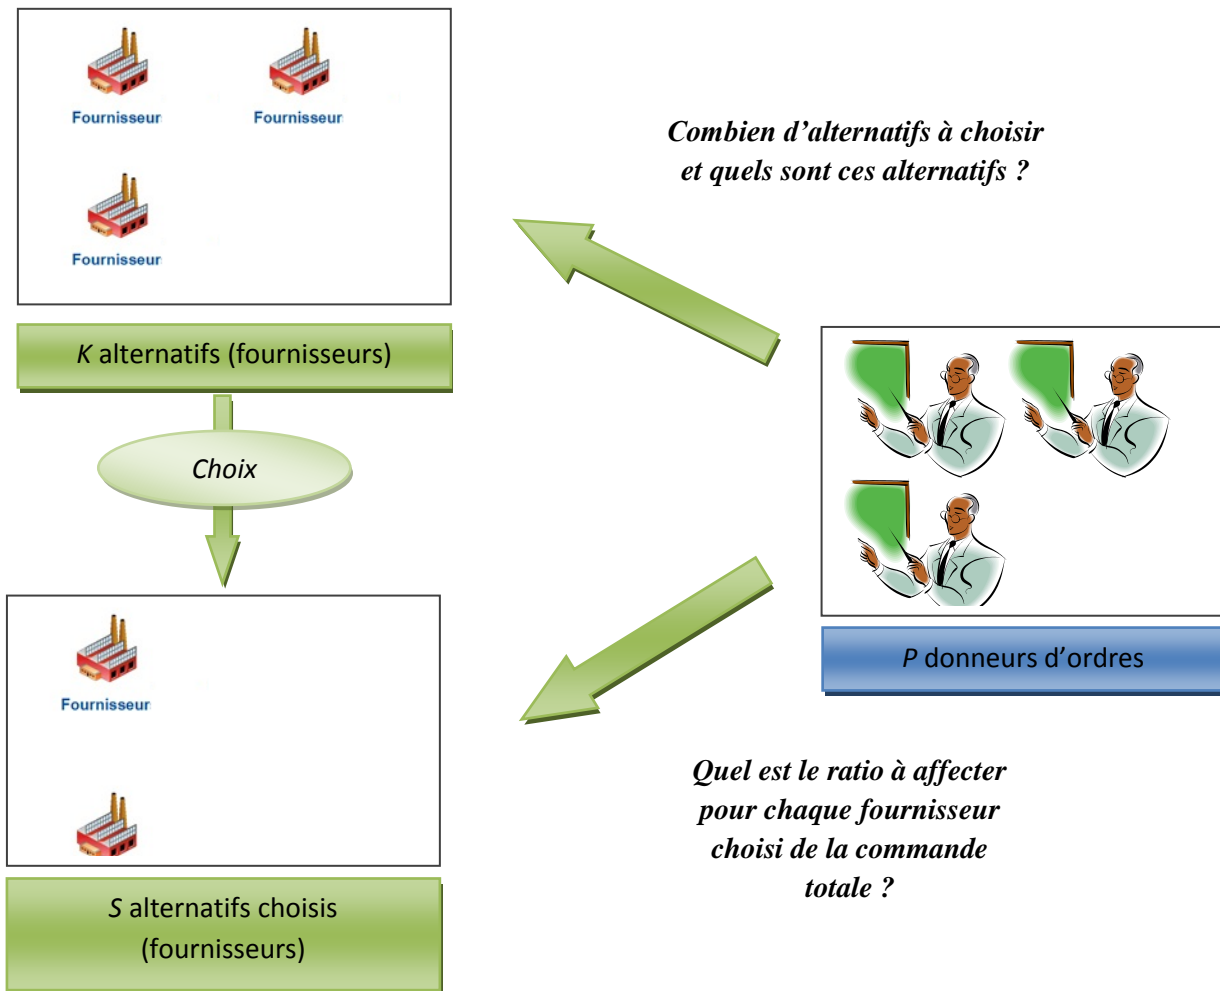 Fournisseur Fournisseur
Fournisseur
Combien d'alternatifs à choisir
et quels sont ces alternatifs ?
K alternatifs (fournisseurs)
Choix
Fournisseur
P donneurs d'ordres
Quel est le ratio à affecter
pour chaque fournisseur
choisi de la commande
totale ?
S alternatifs choisis
(fournisseurs)